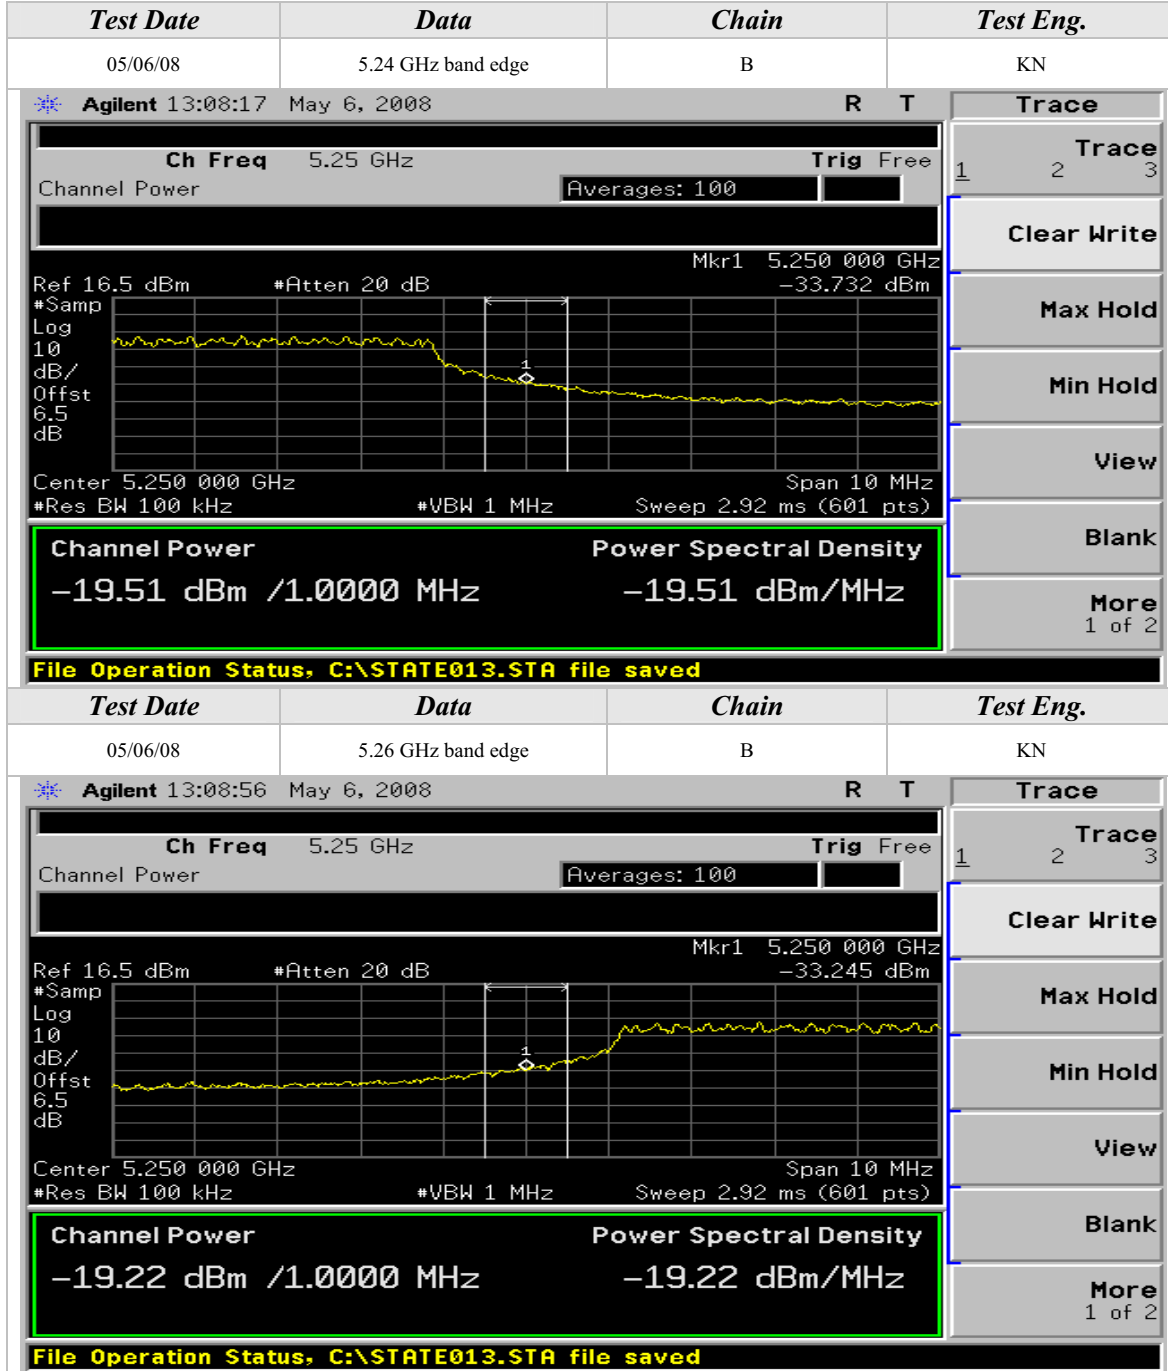 Test Date Data Chain Test Eng.
05/06/08 5.24 GHz band edge B KN
Agilent 13:08:17 May 6, 2008 R T Trace
Ch Freq 5.25 GHz Trig Free
Channel Power Averages: 100
Trace
1 2 3
Clear Write
Mkr1 5.250 000 GHz
Ref 16.5 dBm #Atten 20 dB -33.732 dBm
#Samp
Log
10
dB/
Offst
6.5
dB
1
Max Hold
Min Hold
View
Center 5.250 000 GHz Span 10 MHz
#Res BW 100 kHz #VBW 1 MHz Sweep 2.92 ms (601 pts)
Channel Power Power Spectral Density
-19.51 dBm /1.0000 MHz -19.51 dBm/MHz
Blank
More
1 of 2
File Operation Status, C:\STATE013.STA file saved
Test Date Data Chain Test Eng.
05/06/08 5.26 GHz band edge B KN
Agilent 13:08:56 May 6, 2008 R T Trace
Ch Freq 5.25 GHz Trig Free
Channel Power Averages: 100
Trace
1 2 3
Clear Write
Mkr1 5.250 000 GHz
Ref 16.5 dBm #Atten 20 dB -33.245 dBm
#Samp
Log
10
dB/
Offst
6.5
dB
1
Max Hold
Min Hold
View
Center 5.250 000 GHz Span 10 MHz
#Res BW 100 kHz #VBW 1 MHz Sweep 2.92 ms (601 pts)
Channel Power Power Spectral Density
-19.22 dBm /1.0000 MHz -19.22 dBm/MHz
Blank
More
1 of 2
File Operation Status, C:\STATE013.STA file saved